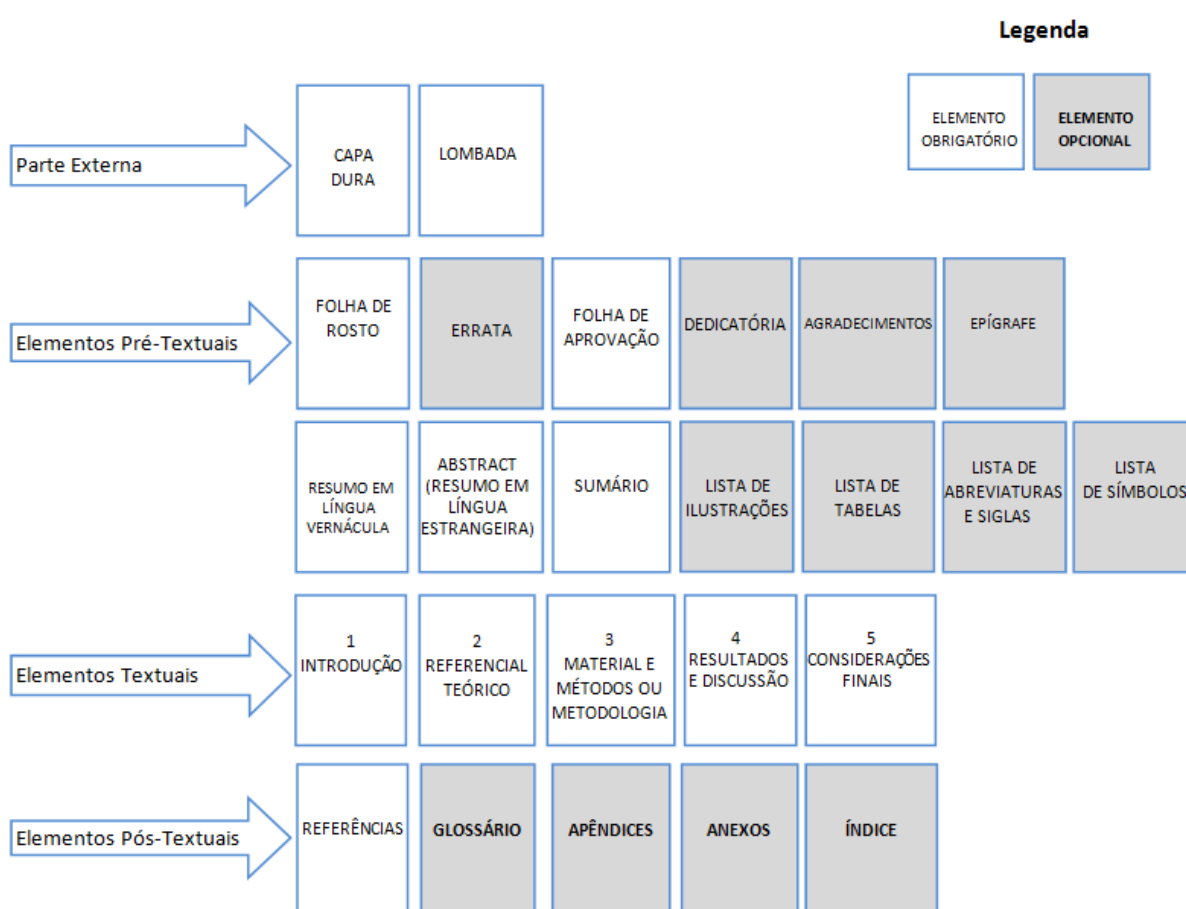 Legenda
ELEMENTO
OBRIGATÓRIO
ELEMENTO
OPCIONAL
Parte Externa
CAPA
DURA
LOMBADA
Elementos Pré-Textuais
FOLHA DE
ROSTO
ERRATA
FOLHA DE
APROVAÇÃO
DEDICATÓRIA
AGRADECIMENTOS
EPÍGRAFE
RESUMO EM
LÍNGUA
VERNÁCULA
ABSTRACT
(RESUMO EM
LÍNGUA
ESTRANGEIRA)
SUMÁRIO
LISTA DE
ILUSTRAÇÕES
LISTA DE
TABELAS
LISTA DE
ABREVIATURAS
E SIGLAS
LISTA
DE SÍMBOLOS
Elementos Textuais
1
INTRODUÇÃO
2
REFERENCIAL
TEÓRICO
3
MATERIAL E
MÉTODOS OU
METODOLOGIA
4
RESULTADOS
E DISCUSSÃO
5
CONSIDERAÇÕES
FINAIS
Elementos Pós-Textuais
REFERÊNCIAS
GLOSSÁRIO
APÊNDICES
ANEXOS
ÍNDICE